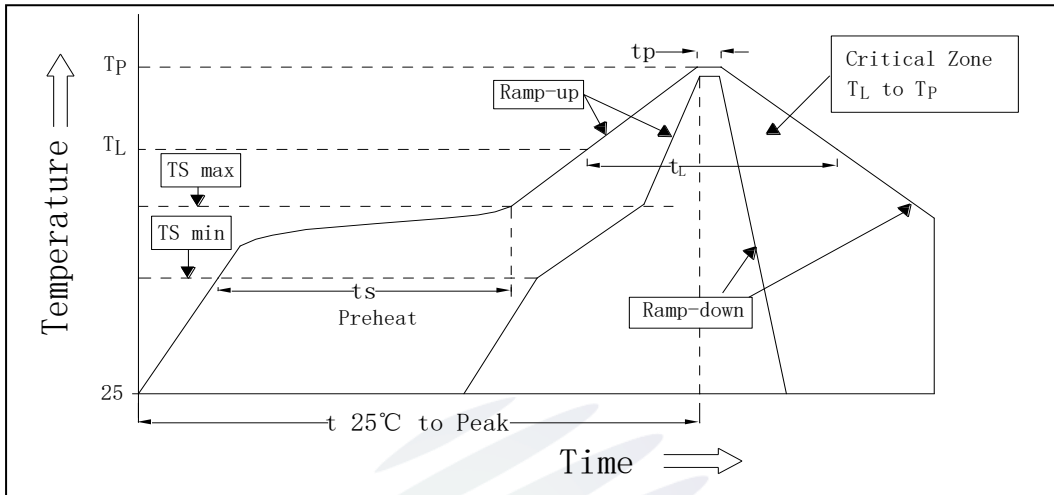 tp
Critical Zone
TL to TP
TP
Ramp-up
TL
TS max
tL
TS min
ts
Preheat
Ramp-down
25
t 25℃ to Peak
Time
Temperature